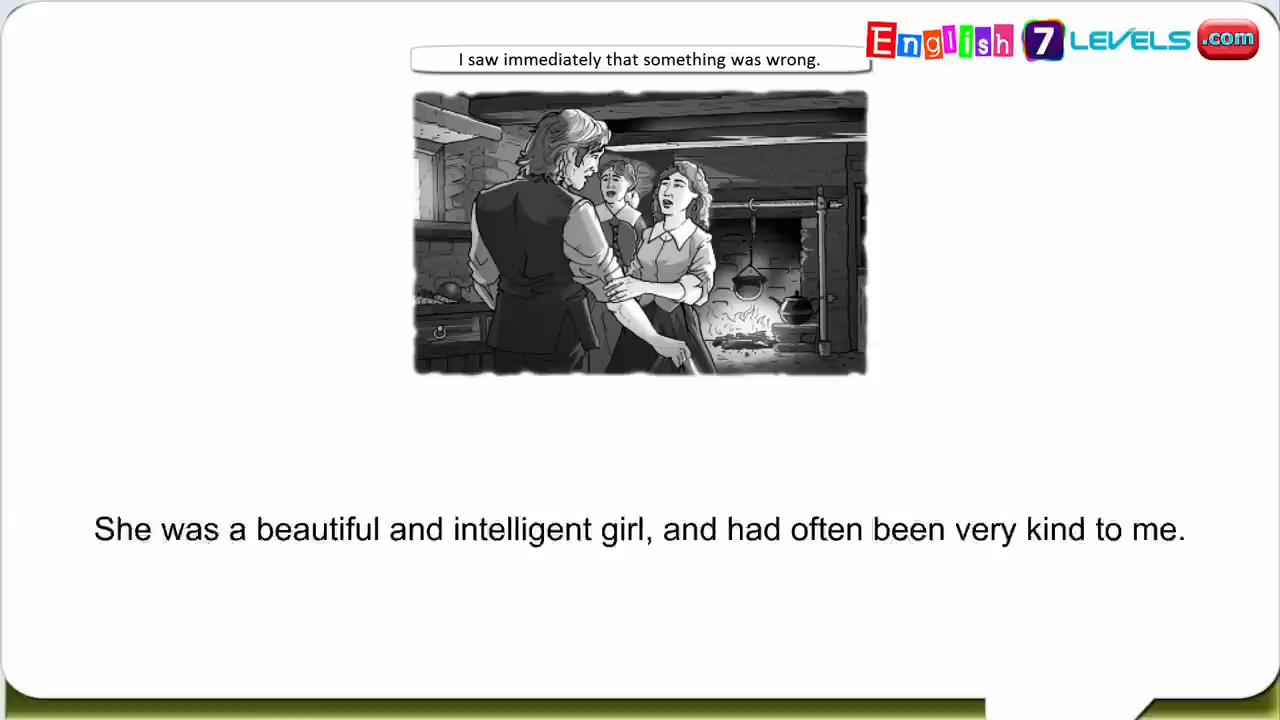 English 7 LEVELS .com
I saw immediately that something was wrong.
She was a beautiful and intelligent girl, and had often been very kind to me.